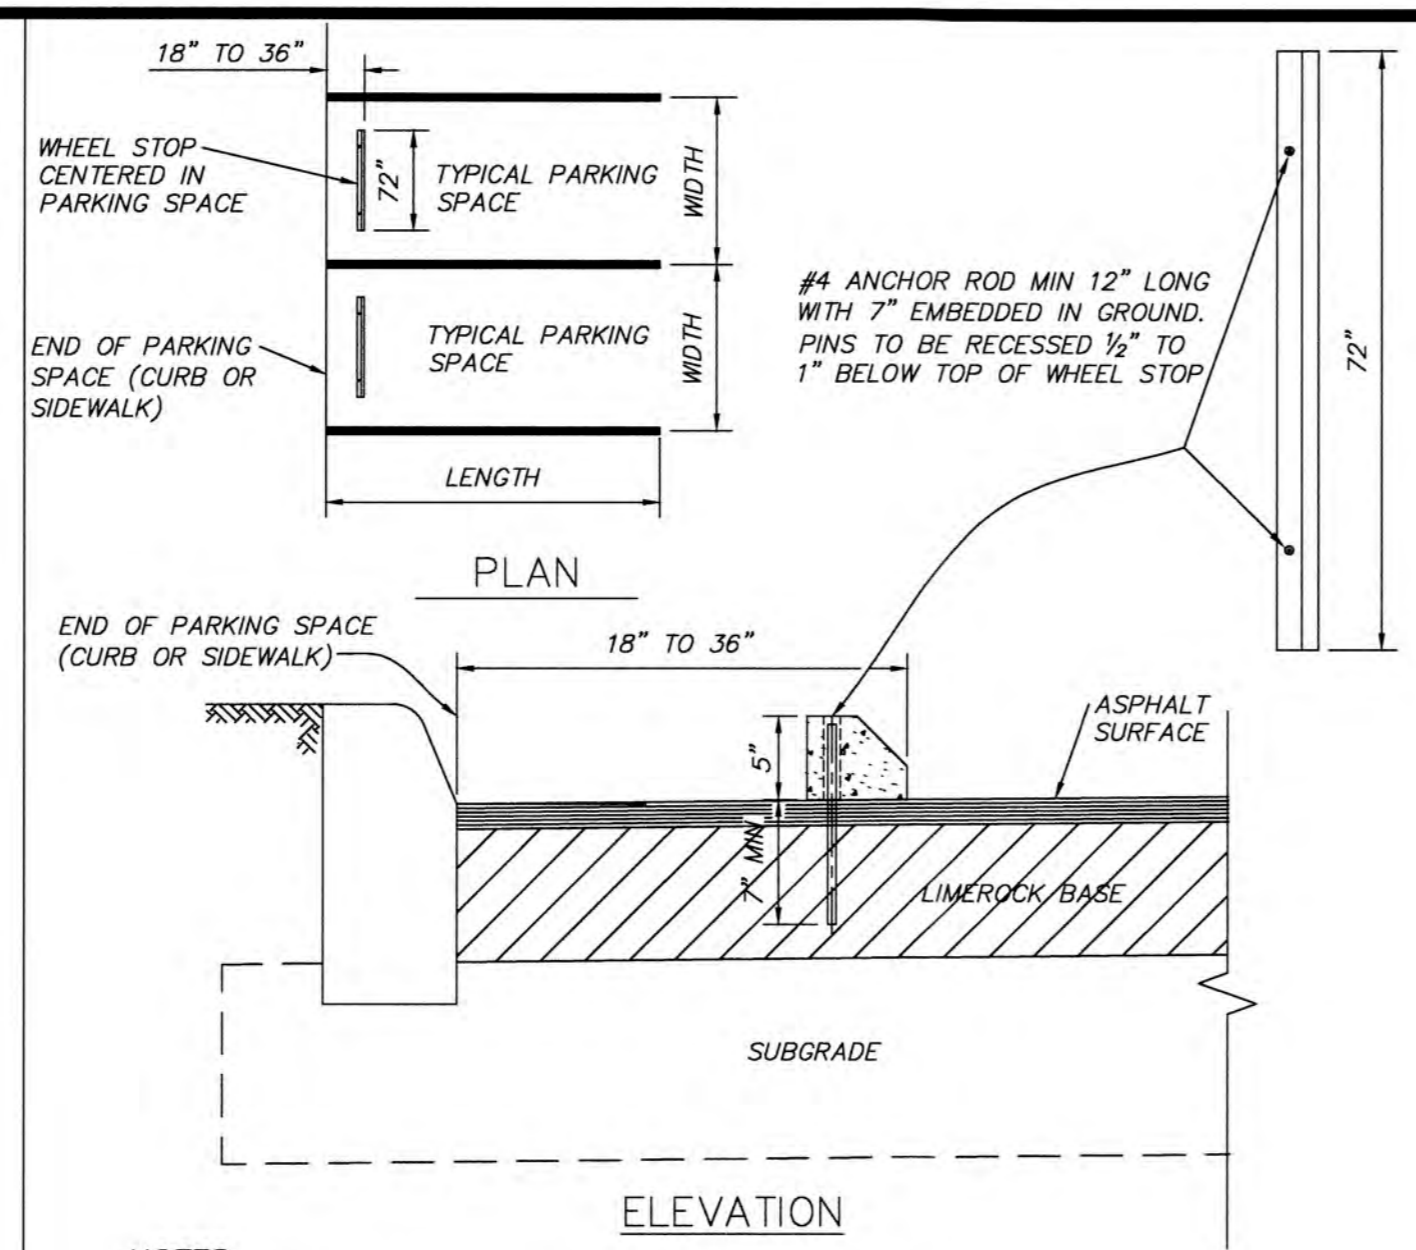 18" TO 36"
WHEEL STOP
CENTERED IN
PARKING SPACE
72"
TYPICAL PARKING
SPACE
WIDTH
END OF PARKING
SPACE (CURB OR
SIDEWALK)
TYPICAL PARKING
SPACE
WIDTH
LENGTH
PLAN
#4 ANCHOR ROD MIN 12" LONG
WITH 7" EMBEDDED IN GROUND.
PINS TO BE RECESSED ½" TO
1" BELOW TOP OF WHEEL STOP
72"
END OF PARKING SPACE
(CURB OR SIDEWALK)
18" TO 36"
5"
7" MIN
ASPHALT
SURFACE
LIMEROCK BASE
SUBGRADE
ELEVATION